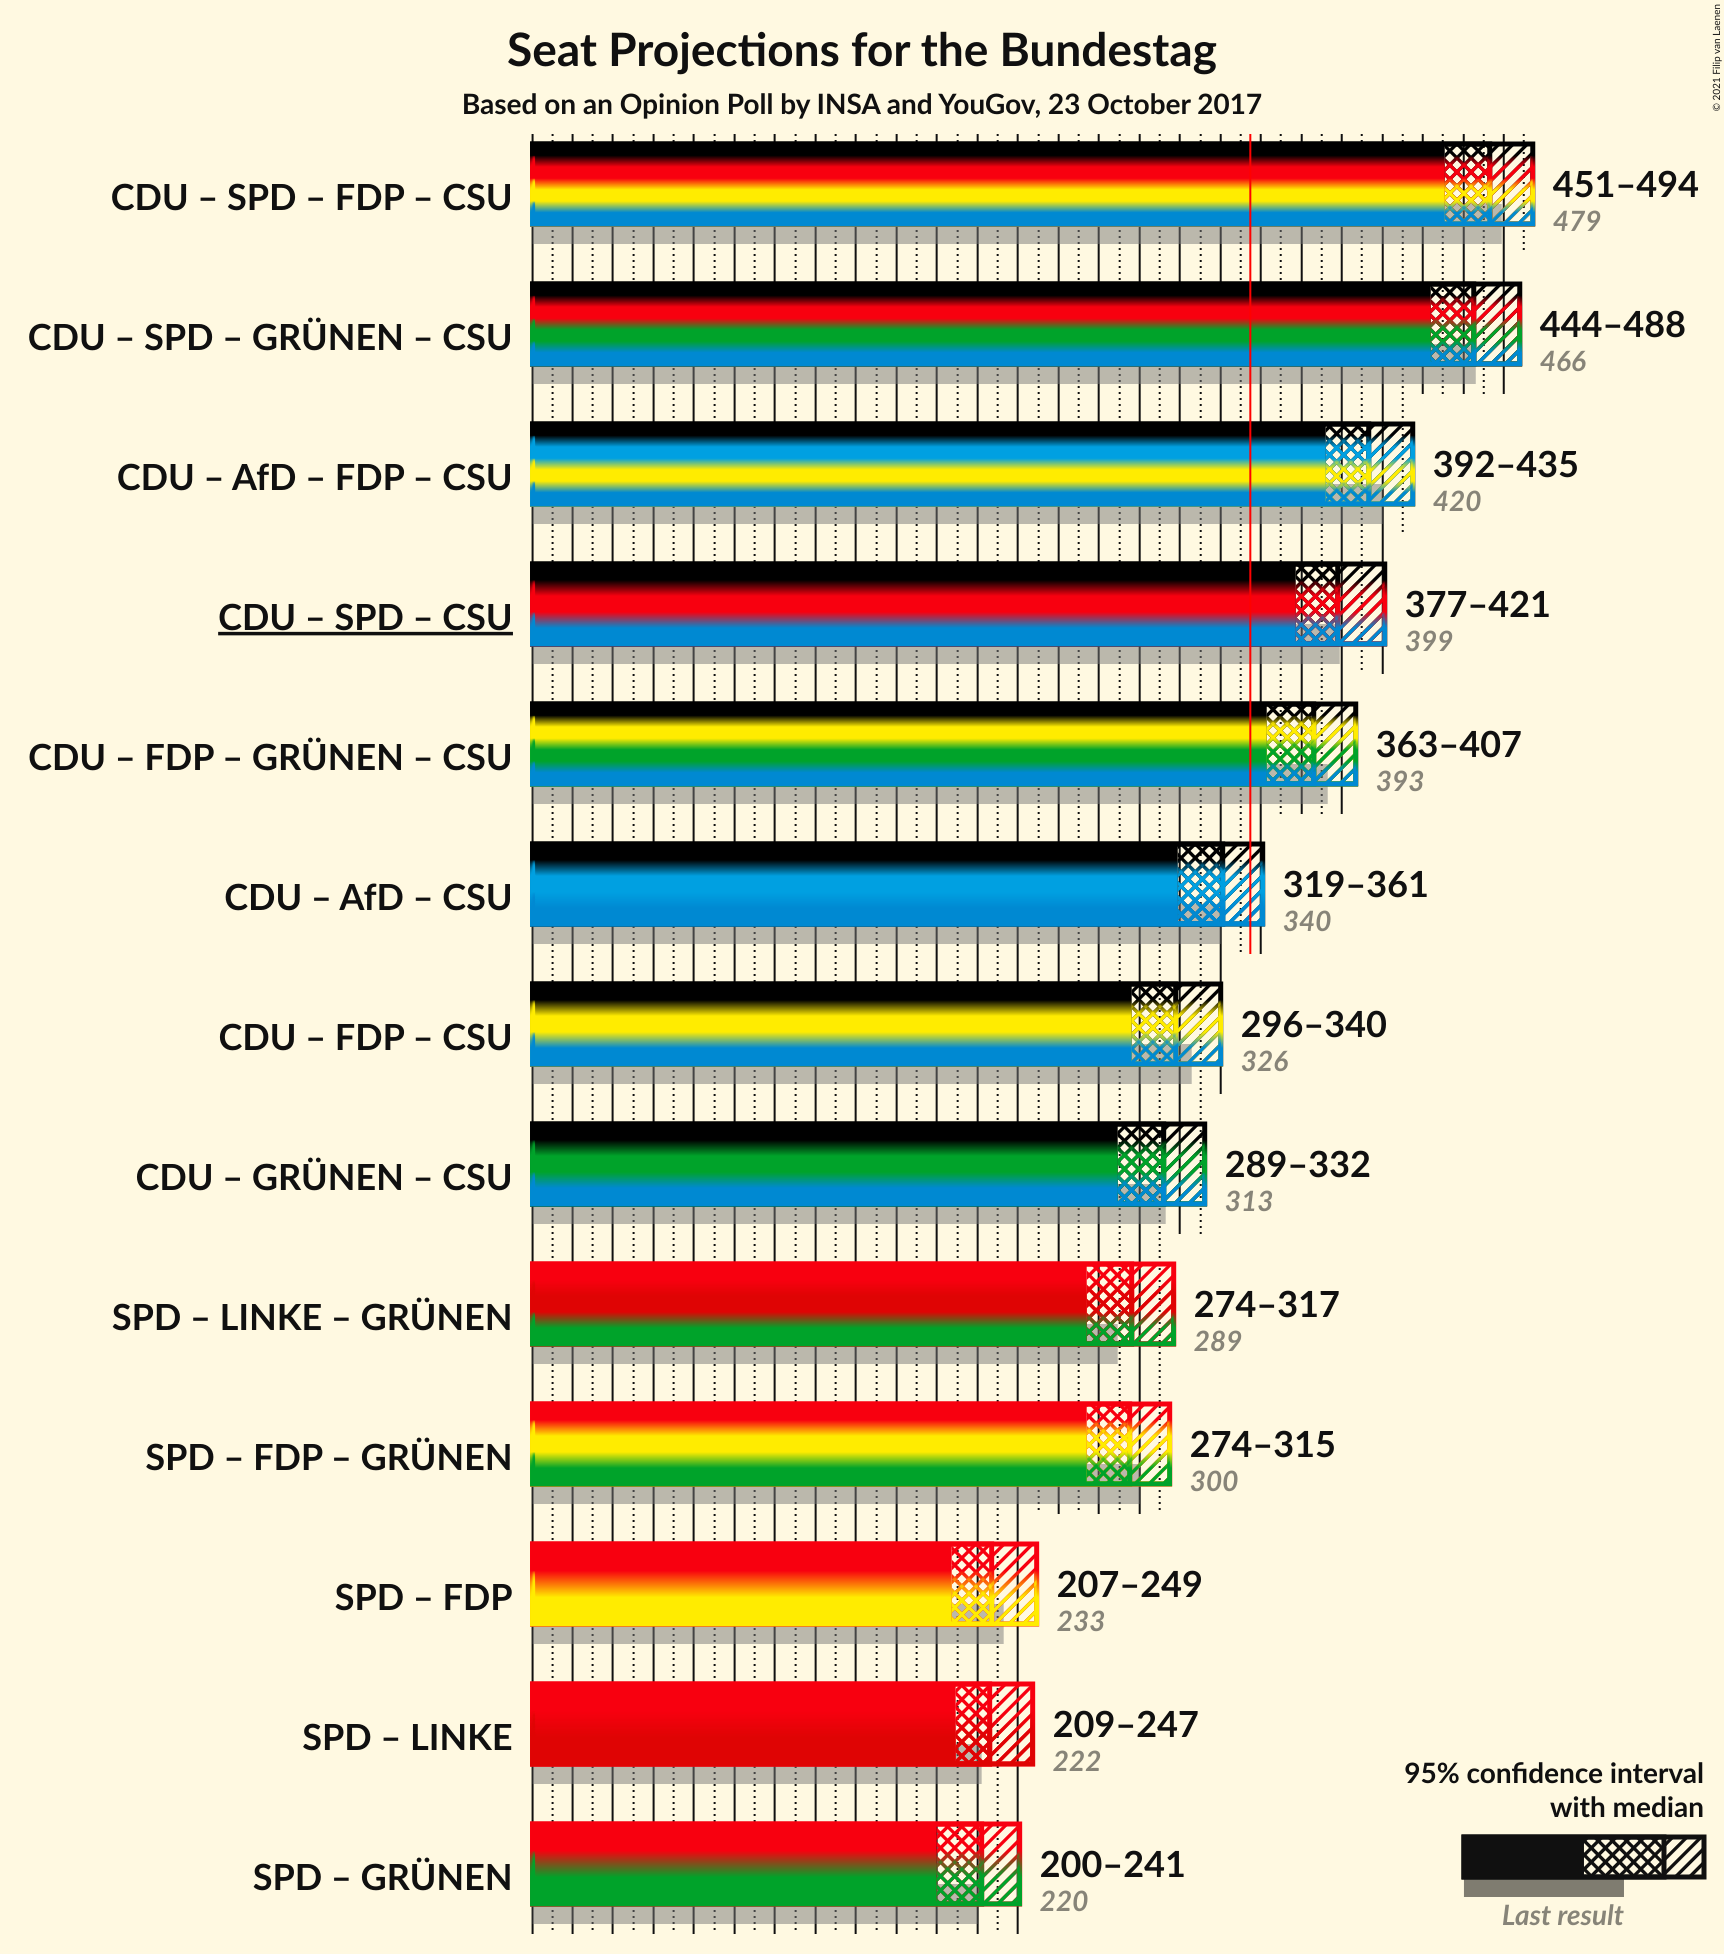 Seat Projections for the Bundestag
Based on an Opinion Poll by INSA and YouGov, 23 October 2017
© 2021 Filip van Laenen
CDU – SPD – FDP – CSU
451–494
479
CDU – SPD – GRÜNEN – CSU
444–488
466
CDU – AfD – FDP – CSU
392–435
420
CDU – SPD – CSU
377–421
399
CDU – FDP – GRÜNEN – CSU
363–407
393
CDU – AfD – CSU
319–361
340
CDU – FDP – CSU
296–340
326
CDU – GRÜNEN – CSU
289–332
313
SPD – LINKE – GRÜNEN
274–317
289
SPD – FDP – GRÜNEN
274–315
300
SPD – FDP
207–249
233
SPD – LINKE
209–247
222
SPD – GRÜNEN
200–241
220
95% confidence interval
with median
Last result